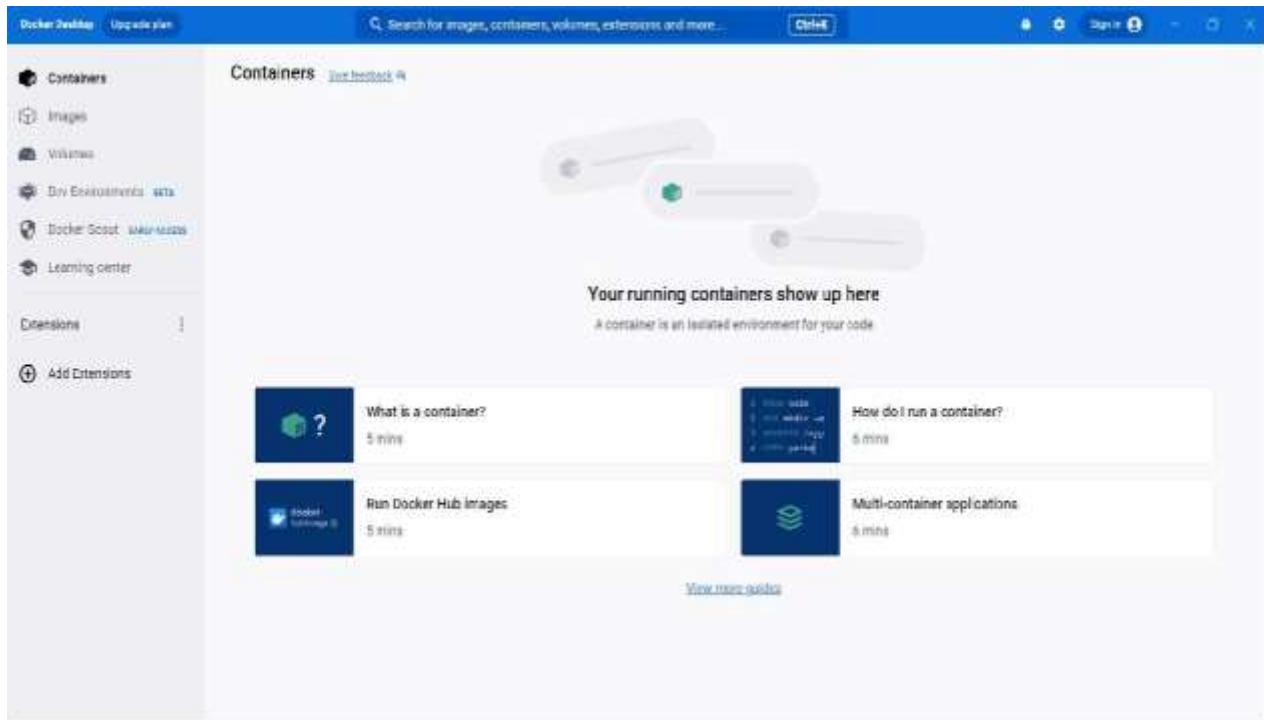 Docker Desktop
Upgrade plan
Search for images, containers, volumes, extensions and more...
Ctrl+K
Sign in
Containers
Images
Volumes
Dev Environments BETA
Docker Scout EARLY ACCESS
Learning center
Extensions
Add Extensions
Containers
Give feedback
Your running containers show up here
A container is an isolated environment for your code
?
What is a container?
5 mins
How do I run a container?
6 mins
docker
Run Docker Hub images
5 mins
Multi-container applications
6 mins
View more guides